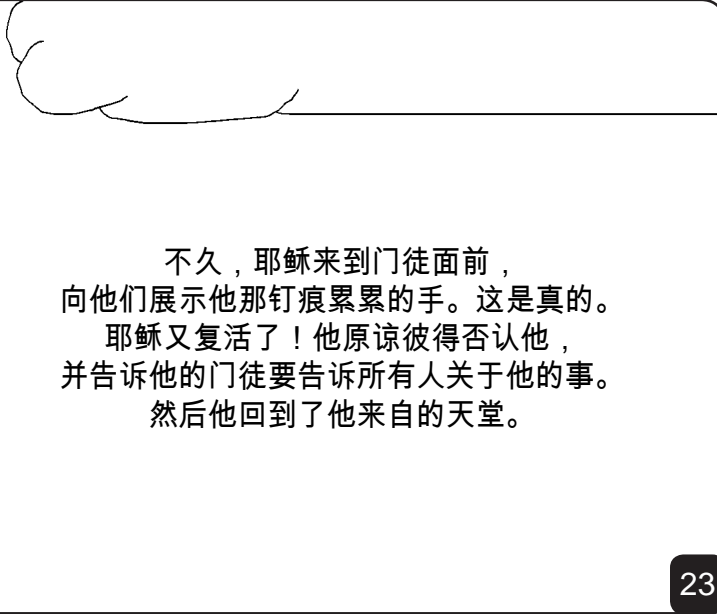 不久，耶稣来到门徒面前，
向他们展示他那钉痕累累的手。这是真的。
耶稣又复活了！他原谅彼得否认他，
并告诉他的门徒要告诉所有人关于他的事。
然后他回到了他来自的天堂。
23